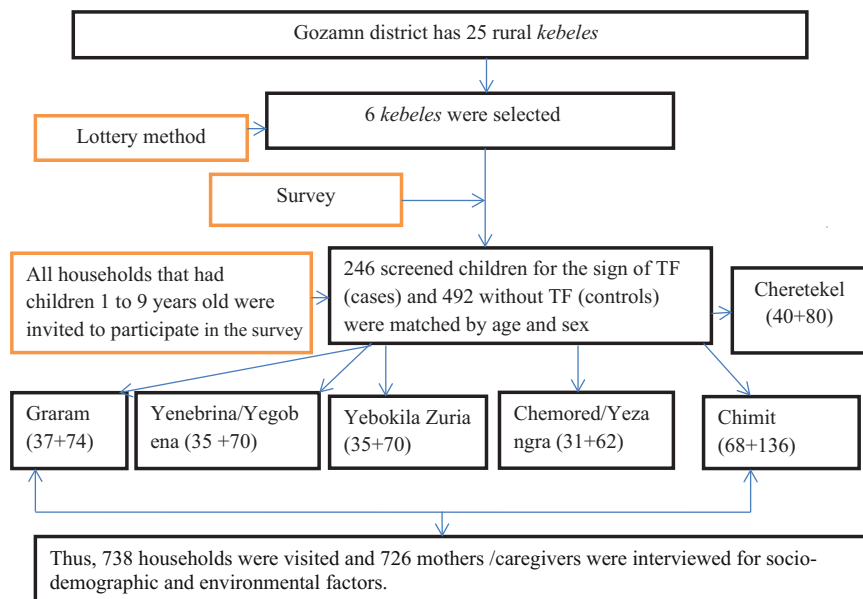 Gozamn district has 25 rural kebeles
6 kebeles were selected
Lottery method
Survey
All households that had
children 1 to 9 years old were
invited to participate in the survey
246 screened children for the sign of TF
(cases) and 492 without TF (controls)
were matched by age and sex
Cheretekel
(40+80)
Graram
(37+74)
Yenebrina/Yegob
ena (35 +70)
Yebokila Zuria
(35+70)
Chemored/Yeza
ngra (31+62)
Chimit
(68+136)
Thus, 738 households were visited and 726 mothers /caregivers were interviewed for socio-
demographic and environmental factors.